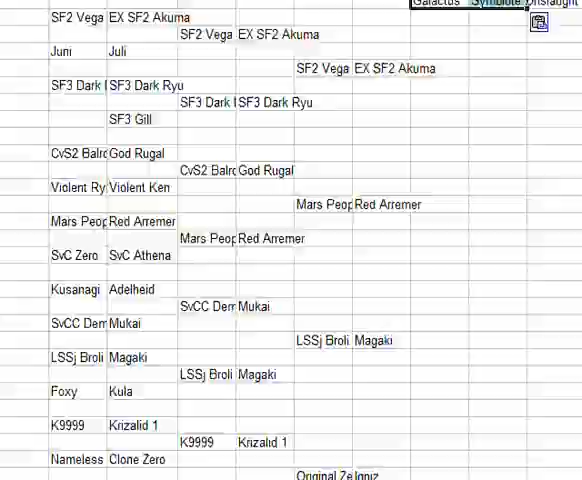 Galactus Symbiote Onslaught
SF2 Vega EX SF2 Akuma
SF2 Vega EX SF2 Akuma
Juni Juli
SF2 Vega EX SF2 Akuma
SF3 Dark SF3 Dark Ryu
SF3 Dark SF3 Dark Ryu
SF3 Gill
CvS2 Balro God Rugal
CvS2 Balro God Rugal
Violent Ry Violent Ken
Mars Peop Red Arremer
Mars Peop Red Arremer
Mars Peop Red Arremer
SvC Zero SvC Athena
Kusanagi Adelheid
SvCC Dem Mukai
SvCC Dem Mukai
LSSj Broli Magaki
LSSj Broli Magaki
LSSj Broli Magaki
Foxy Kula
K9999 Krizalid 1
K9999 Krizalid 1
Nameless Clone Zero
Original Ze Igniz